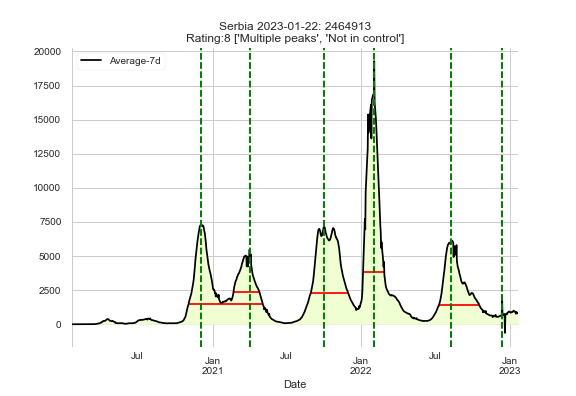 Serbia 2023-01-22: 2464913
Rating:8 ['Multiple peaks', 'Not in control']
Average-7d
20000
17500
15000
12500
10000
7500
5000
2500
0
Jul
Jan
2021
Jul
Jan
2022
Jul
Jan
2023
Date